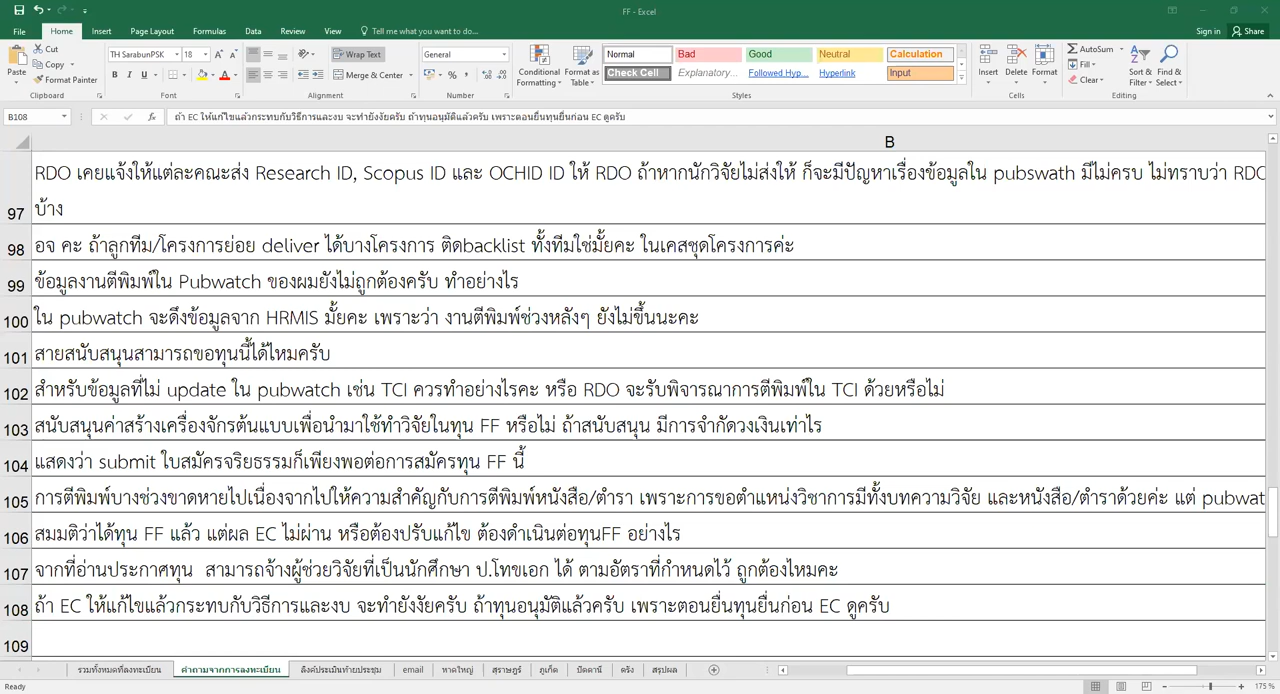 FF - Excel
File Home Insert Page Layout Formulas Data Review View Tell me what you want to do... Sign in Share
Paste Cut Copy Format Painter Clipboard
TH SarabunPSK 18 A A B I U A Font
Wrap Text Merge & Center Alignment
General % , Number
Conditional Formatting Format as Table
Normal Bad Good Neutral Calculation
Check Cell Explanatory... Followed Hyp... Hyperlink Input
Styles
Insert Delete Format Cells
AutoSum Fill Clear Sort & Filter Find & Select Editing
B108 fx ถ้า EC ให้แก้ไขแล้วกระทบกับวิธีการและงบ จะทำยังงัยครับ ถ้าทุนอนุมัติแล้วครับ เพราะตอนยื่นทุนยื่นก่อน EC ดูครับ
B
RDO เคยแจ้งให้แต่ละคณะส่ง Research ID, Scopus ID และ OCHID ID ให้ RDO ถ้าหากนักวิจัยไม่ส่งให้ ก็จะมีปัญหาเรื่องข้อมูลใน pubswath มีไม่ครบ ไม่ทราบว่า RDO
97 บ้าง
98 อจ คะ ถ้าลูกทีม/โครงการย่อย deliver ได้บางโครงการ ติดbacklist ทั้งทีมใช่มั้ยคะ ในเคสชุดโครงการค่ะ
99 ข้อมูลงานตีพิมพ์ใน Pubwatch ของผมยังไม่ถูกต้องครับ ทำอย่างไร
100 ใน pubwatch จะดึงข้อมูลจาก HRMIS มั้ยคะ เพราะว่า งานตีพิมพ์ช่วงหลังๆ ยังไม่ขึ้นนะคะ
101 สายสนับสนุนสามารถขอทุนนี้ได้ไหมครับ
102 สำหรับข้อมูลที่ไม่ update ใน pubwatch เช่น TCI ควรทำอย่างไรคะ หรือ RDO จะรับพิจารณาการตีพิมพ์ใน TCI ด้วยหรือไม่
103 สนับสนุนค่าสร้างเครื่องจักรต้นแบบเพื่อนำมาใช้ทำวิจัยในทุน FF หรือไม่ ถ้าสนับสนุน มีการจำกัดวงเงินเท่าไร
104 แสดงว่า submit ใบสมัครจริยธรรมก็เพียงพอต่อการสมัครทุน FF นี้
105 การตีพิมพ์บางช่วงขาดหายไปเนื่องจากไปให้ความสำคัญกับการตีพิมพ์หนังสือ/ตำรา เพราะการขอตำแหน่งวิชาการมีทั้งบทความวิจัย และหนังสือ/ตำราด้วยค่ะ แต่ pubwat
106 สมมติว่าได้ทุน FF แล้ว แต่ผล EC ไม่ผ่าน หรือต้องปรับแก้ไข ต้องดำเนินต่อทุนFF อย่างไร
107 จากที่อ่านประกาศทุน สามารถจ้างผู้ช่วยวิจัยที่เป็นนักศึกษา ป.โทขเอก ได้ ตามอัตราที่กำหนดไว้ ถูกต้องไหมคะ
108 ถ้า EC ให้แก้ไขแล้วกระทบกับวิธีการและงบ จะทำยังงัยครับ ถ้าทุนอนุมัติแล้วครับ เพราะตอนยื่นทุนยื่นก่อน EC ดูครับ
109
รวมทั้งหมดที่ลงทะเบียน คำถามจากการลงทะเบียน ลิงค์ประเมินท้ายประชุม email หาดใหญ่ สุราษฎร์ ภูเก็ต ปัตตานี ตรัง สรุปผล
Ready 175 %